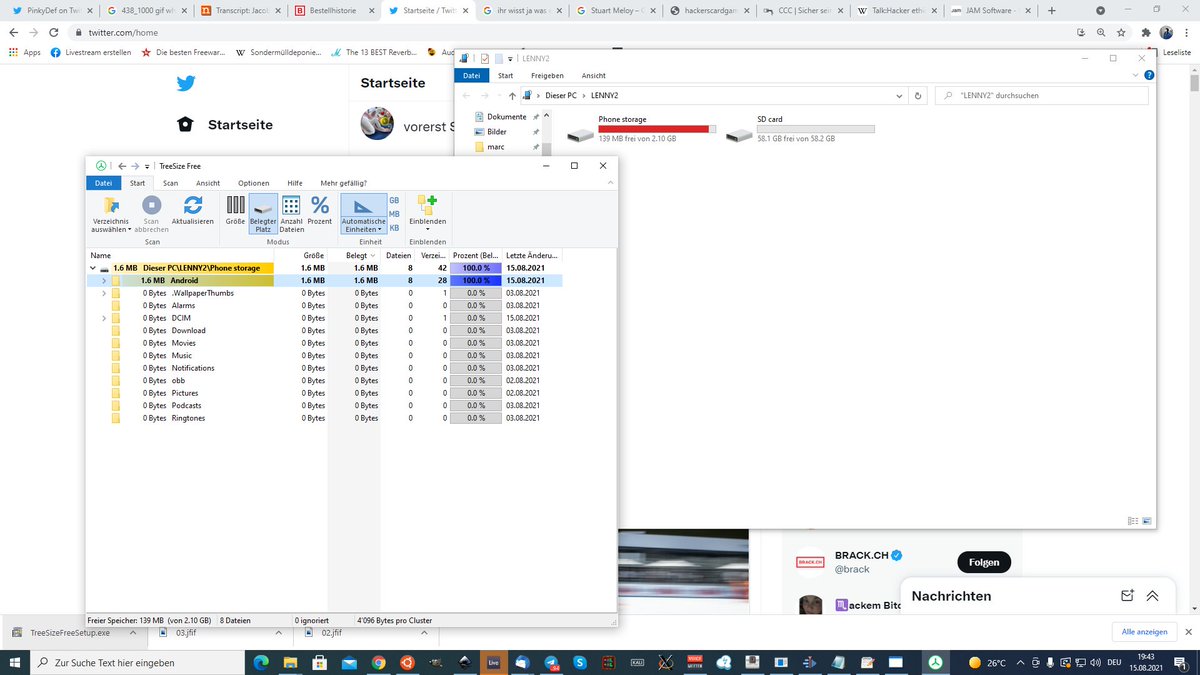 PinkyDef on Twi
438_1000 gif wh
Transcript: Jaco
Bestellhistorie
Startseite / Twit
ihr wisst ja was
Stuart Meloy – G
hackerscardgam
CCC | Sicher sein
Talk:Hacker eth
JAM Software -
twitter.com/home
Apps
Livestream erstellen
Die besten Freewar...
Sondermülldeponie...
The 13 BEST Reverb...
Leseliste
Startseite
Startseite
vorerst S
LENNY2
Datei Start Freigeben Ansicht
Dieser PC > LENNY2
"LENNY2" durchsuchen
Dokumente
Bilder
marc
Phone storage
139 MB frei von 2.10 GB
SD card
58.1 GB frei von 58.2 GB
TreeSize Free
Datei Start Scan Ansicht Optionen Hilfe Mehr gefällig?
Verzeichnis auswählen
Scan abbrechen
Aktualisieren
Größe
Belegter Platz
Anzahl Dateien
Prozent
Automatische Einheiten
GB
MB
KB
Einblenden
Scan Modus Einheit Einblenden
Name Größe Belegt Dateien Verzei... Prozent (Bel... Letzte Änderu...
1.6 MB Dieser PC\LENNY2\Phone storage 1.6 MB 1.6 MB 8 42 100.0 % 15.08.2021
1.6 MB Android 1.6 MB 1.6 MB 8 28 100.0 % 15.08.2021
0 Bytes .WallpaperThumbs 0 Bytes 0 Bytes 0 1 0.0 % 03.08.2021
0 Bytes Alarms 0 Bytes 0 Bytes 0 0 0.0 % 03.08.2021
0 Bytes DCIM 0 Bytes 0 Bytes 0 1 0.0 % 15.08.2021
0 Bytes Download 0 Bytes 0 Bytes 0 0 0.0 % 03.08.2021
0 Bytes Movies 0 Bytes 0 Bytes 0 0 0.0 % 03.08.2021
0 Bytes Music 0 Bytes 0 Bytes 0 0 0.0 % 03.08.2021
0 Bytes Notifications 0 Bytes 0 Bytes 0 0 0.0 % 03.08.2021
0 Bytes obb 0 Bytes 0 Bytes 0 0 0.0 % 02.08.2021
0 Bytes Pictures 0 Bytes 0 Bytes 0 0 0.0 % 02.08.2021
0 Bytes Podcasts 0 Bytes 0 Bytes 0 0 0.0 % 03.08.2021
0 Bytes Ringtones 0 Bytes 0 Bytes 0 0 0.0 % 03.08.2021
Freier Speicher: 139 MB (von 2.10 GB) 8 Dateien 0 ignoriert 4'096 Bytes pro Cluster
BRACK.CH
BRACK.CH
@brack
Folgen
ackem Bitc
Nachrichten
TreeSizeFreeSetup.exe
03.jfif
02.jfif
Alle anzeigen
Zur Suche Text hier eingeben
Live
KALI
26°C
DEU
19:43
15.08.2021